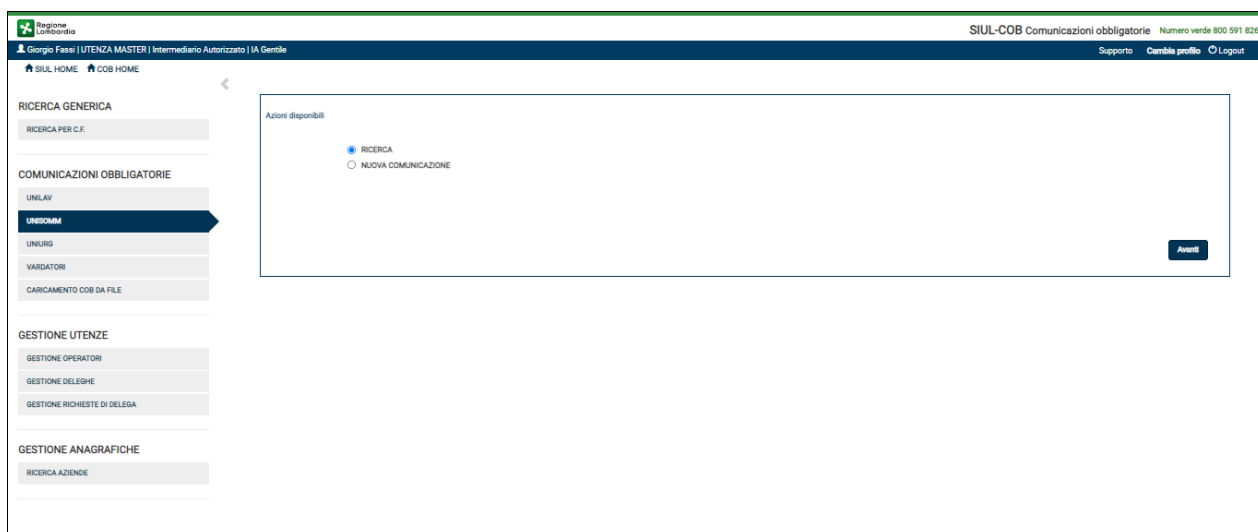 Regione
Lombardia
SIUL-COB Comunicazioni obbligatorie Numero verde 800 591 826
Giorgio Fassi | UTENZA MASTER | Intermediario Autorizzato | IA Gentile
Supporto Cambia profilo Logout
SIUL HOME COB HOME
RICERCA GENERICA
RICERCA PER C.F.
COMUNICAZIONI OBBLIGATORIE
UNILAV
UNISOMM
UNIURG
VARDATORI
CARICAMENTO COB DA FILE
GESTIONE UTENZE
GESTIONE OPERATORI
GESTIONE DELEGHE
GESTIONE RICHIESTE DI DELEGA
GESTIONE ANAGRAFICHE
RICERCA AZIENDE
Azioni disponibili
RICERCA
NUOVA COMUNICAZIONE
Avanti